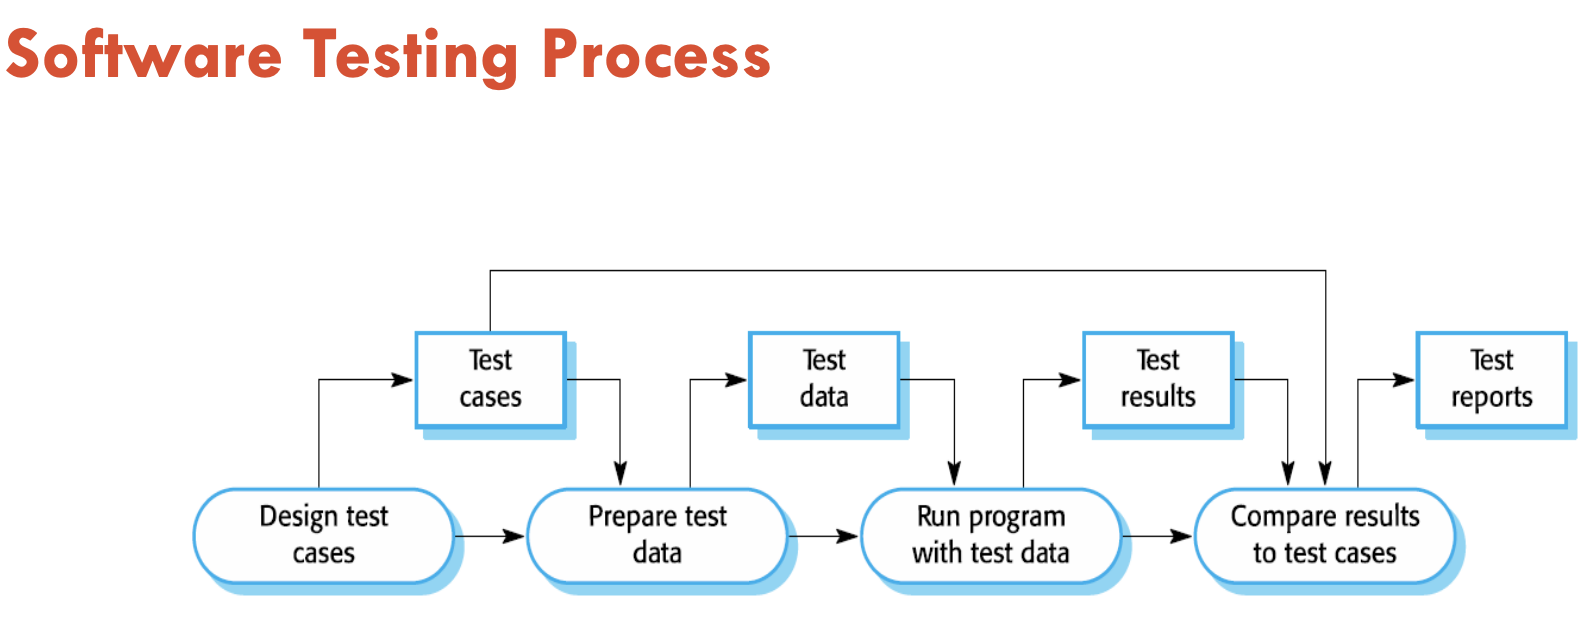 Software Testing Process
Test
cases
Test
data
Test
results
Test
reports
Design test
cases
Prepare test
data
Run program
with test data
Compare results
to test cases